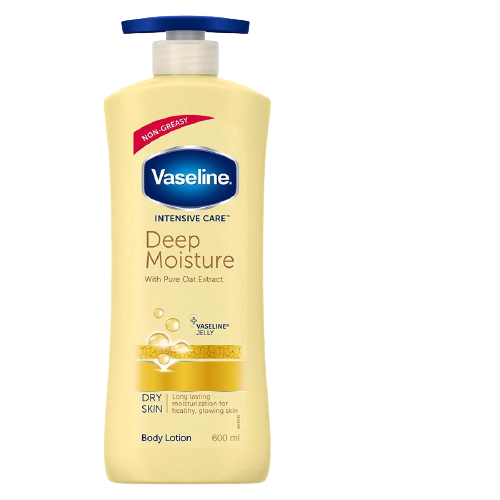 NON-GREASY
Vaseline.
INTENSIVE CARE™
Deep
Moisture
With Pure Oat Extract
+
VASELINE®
JELLY
DRY
SKIN
Long lasting
moisturization for
healthy, glowing skin
Body Lotion
600 ml